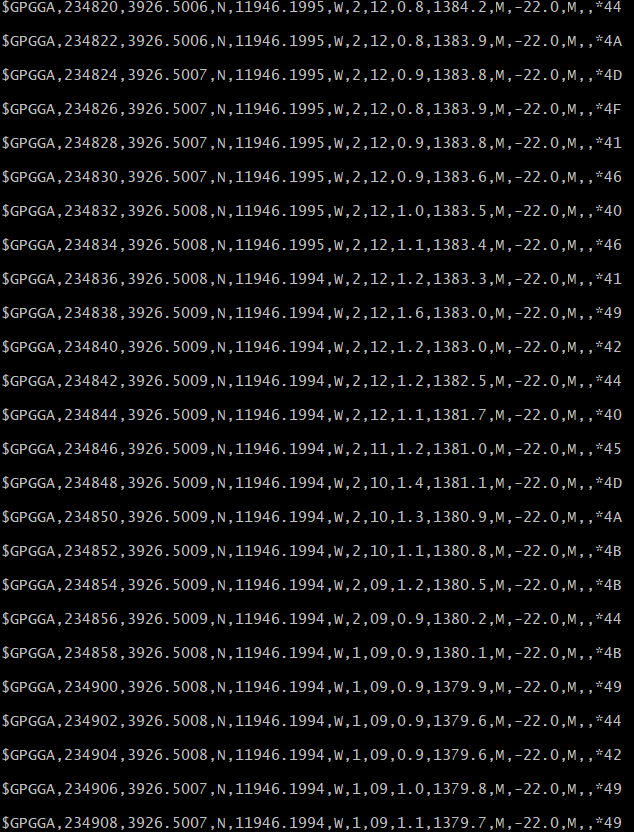 $GPGGA,234820,3926.5006,N,11946.1995,W,2,12,0.8,1384.2,M,-22.0,M,,*44
$GPGGA,234822,3926.5006,N,11946.1995,W,2,12,0.8,1383.9,M,-22.0,M,,*4A
$GPGGA,234824,3926.5007,N,11946.1995,W,2,12,0.9,1383.8,M,-22.0,M,,*4D
$GPGGA,234826,3926.5007,N,11946.1995,W,2,12,0.8,1383.9,M,-22.0,M,,*4F
$GPGGA,234828,3926.5007,N,11946.1995,W,2,12,0.9,1383.8,M,-22.0,M,,*41
$GPGGA,234830,3926.5007,N,11946.1995,W,2,12,0.9,1383.6,M,-22.0,M,,*46
$GPGGA,234832,3926.5008,N,11946.1995,W,2,12,1.0,1383.5,M,-22.0,M,,*40
$GPGGA,234834,3926.5008,N,11946.1995,W,2,12,1.1,1383.4,M,-22.0,M,,*46
$GPGGA,234836,3926.5008,N,11946.1994,W,2,12,1.2,1383.3,M,-22.0,M,,*41
$GPGGA,234838,3926.5009,N,11946.1994,W,2,12,1.6,1383.0,M,-22.0,M,,*49
$GPGGA,234840,3926.5009,N,11946.1994,W,2,12,1.2,1383.0,M,-22.0,M,,*42
$GPGGA,234842,3926.5009,N,11946.1994,W,2,12,1.2,1382.5,M,-22.0,M,,*44
$GPGGA,234844,3926.5009,N,11946.1994,W,2,12,1.1,1381.7,M,-22.0,M,,*40
$GPGGA,234846,3926.5009,N,11946.1994,W,2,11,1.2,1381.0,M,-22.0,M,,*45
$GPGGA,234848,3926.5009,N,11946.1994,W,2,10,1.4,1381.1,M,-22.0,M,,*4D
$GPGGA,234850,3926.5009,N,11946.1994,W,2,10,1.3,1380.9,M,-22.0,M,,*4A
$GPGGA,234852,3926.5009,N,11946.1994,W,2,10,1.1,1380.8,M,-22.0,M,,*4B
$GPGGA,234854,3926.5009,N,11946.1994,W,2,09,1.2,1380.5,M,-22.0,M,,*4B
$GPGGA,234856,3926.5009,N,11946.1994,W,2,09,0.9,1380.2,M,-22.0,M,,*44
$GPGGA,234858,3926.5008,N,11946.1994,W,1,09,0.9,1380.1,M,-22.0,M,,*4B
$GPGGA,234900,3926.5008,N,11946.1994,W,1,09,0.9,1379.9,M,-22.0,M,,*49
$GPGGA,234902,3926.5008,N,11946.1994,W,1,09,0.9,1379.6,M,-22.0,M,,*44
$GPGGA,234904,3926.5008,N,11946.1994,W,1,09,0.9,1379.6,M,-22.0,M,,*42
$GPGGA,234906,3926.5007,N,11946.1994,W,1,09,1.0,1379.8,M,-22.0,M,,*49
$GPGGA,234908,3926.5007,N,11946.1994,W,1,09,1.1,1379.7,M,-22.0,M,,*49